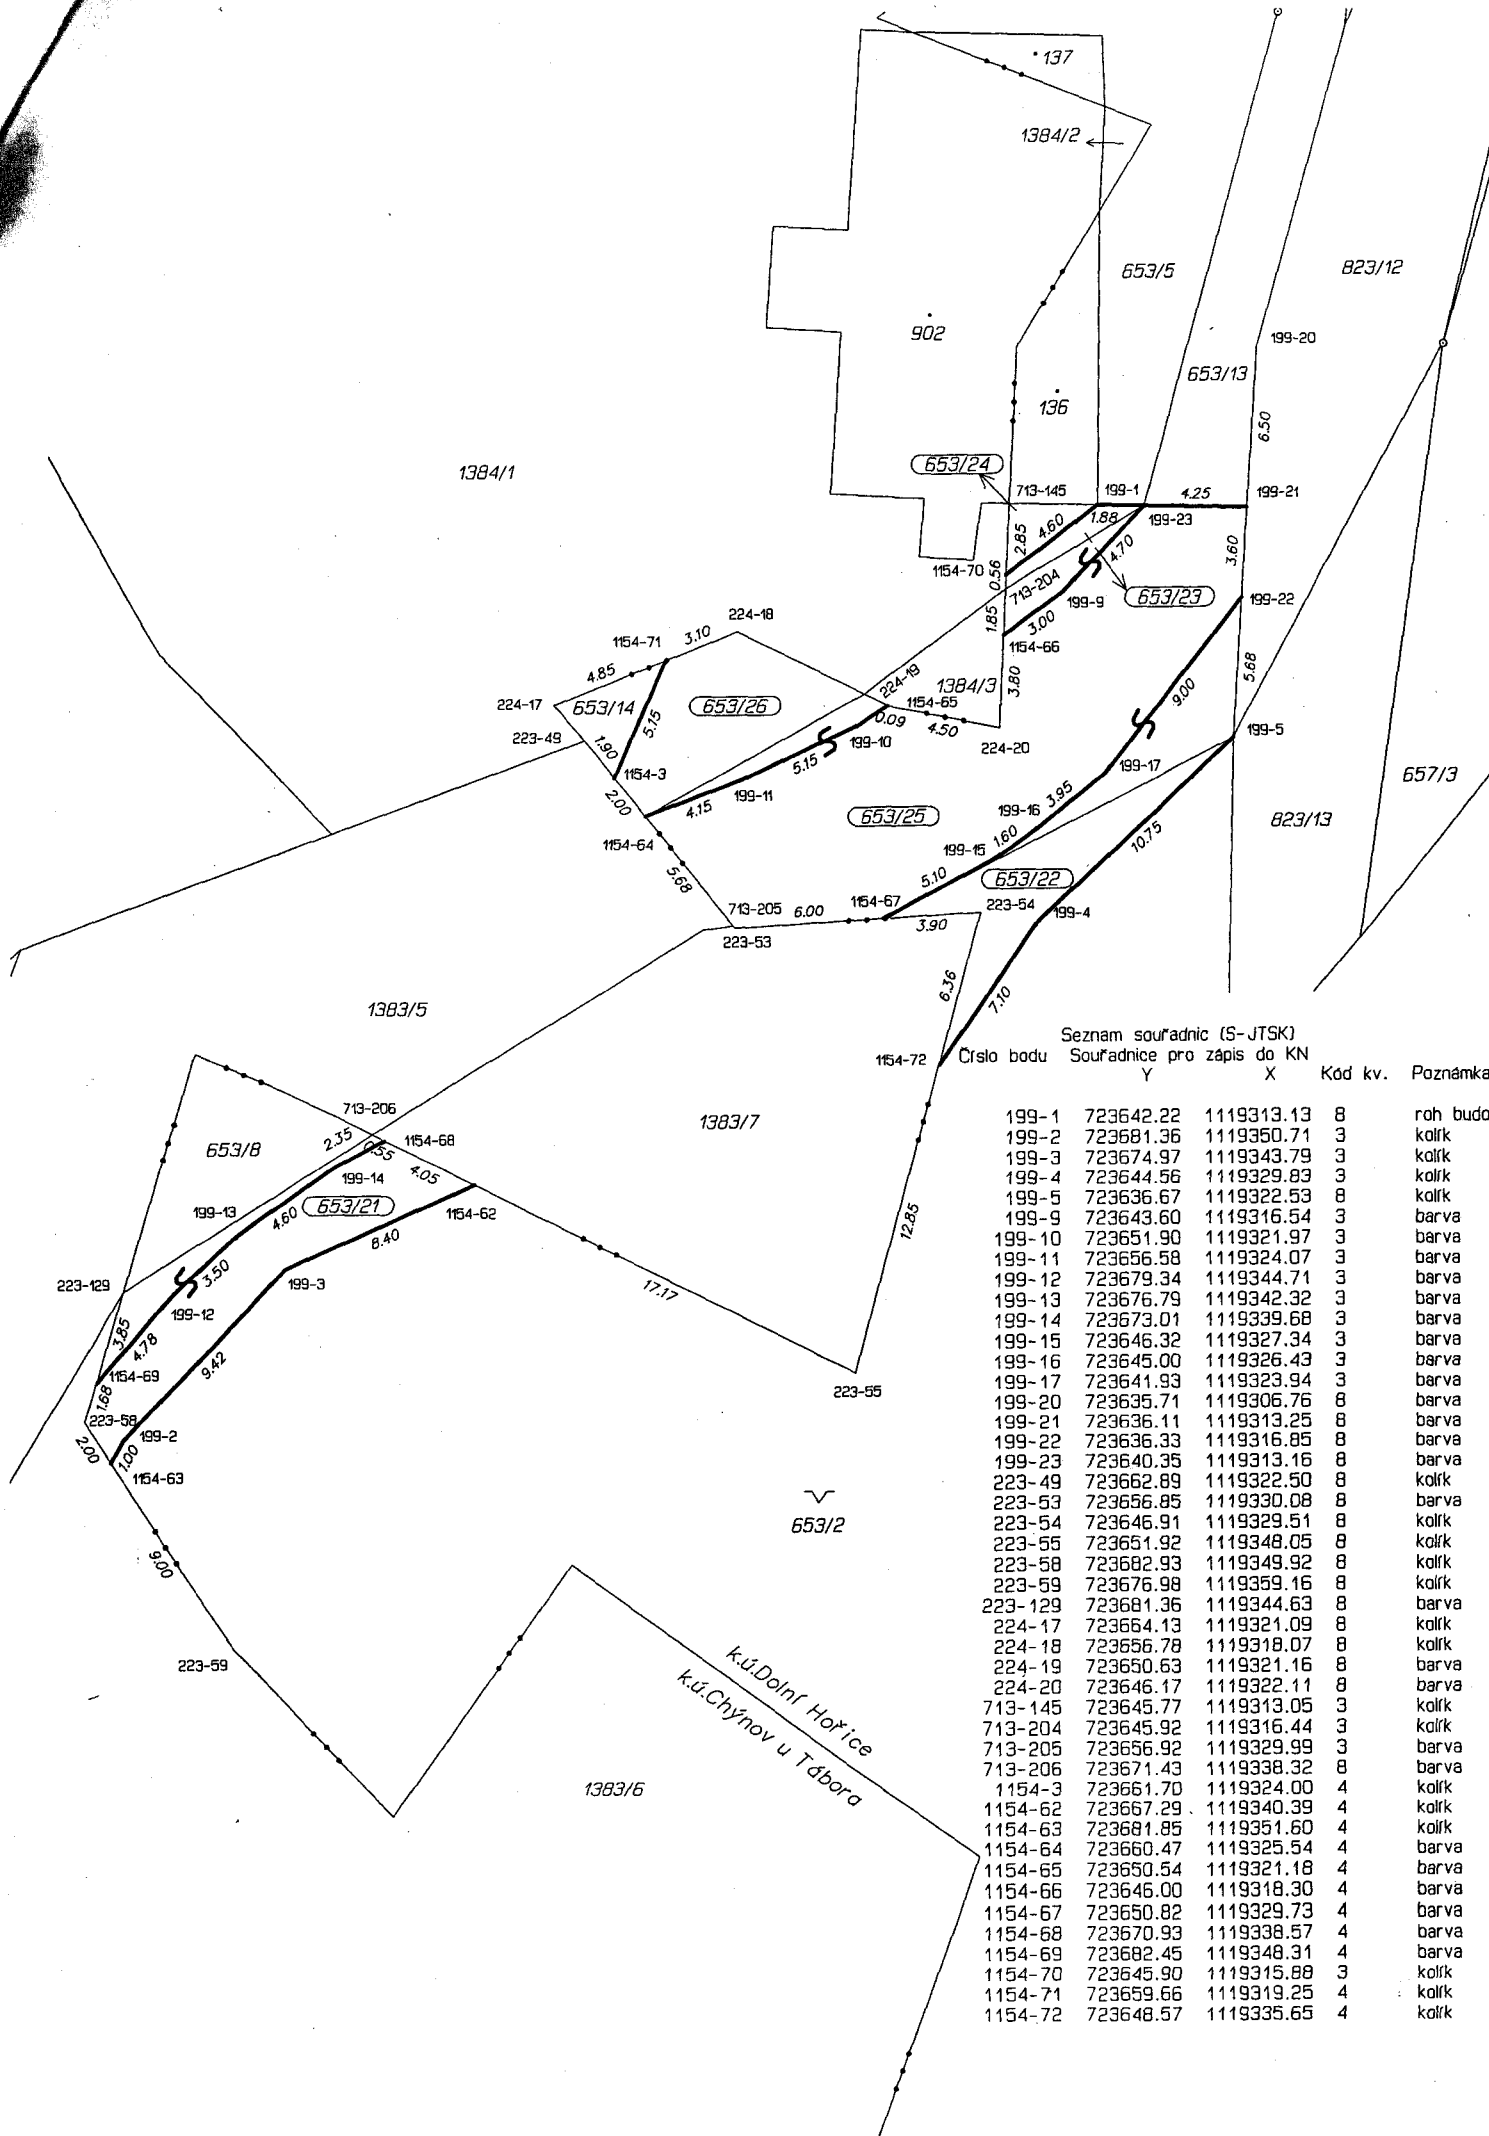 137
1384/2
653/5
823/12
902
199-20
653/13
136
6.50
1384/1
653/24
713-145
199-1
4.25
199-21
4.60
1.88
199-23
2.85
4.70
3.60
1154-70
0.56
713-204
199-9
653/23
199-22
1.85
3.00
224-18
1154-71
3.10
1154-66
4.85
224-19
1384/3
3.80
5.68
9.00
224-17
653/14
653/26
1154-65
223-49
5.15
0.09
199-10
4.50
224-20
199-5
1.90
1154-3
5.15
199-17
2.00
4.15
199-11
199-16
3.95
657/3
653/25
823/13
1154-64
199-15
1.60
10.75
5.68
5.10
653/22
713-205
6.00
1154-67
223-54
199-4
223-53
3.90
6.36
7.10
1383/5
1154-72
713-206
1383/7
653/8
2.35
0.55
1154-68
4.05
199-14
199-13
4.60
653/21
1154-62
8.40
12.85
223-129
3.50
199-3
17.17
199-12
3.85
4.78
9.42
1154-69
223-55
1.68
223-58
199-2
2.00
1.00
1154-63
653/2
9.00
223-59
k.ú.Dolní Hořice
k.ú.Chýnov u Tábora
1383/6
Seznam souřadnic (S-JTSK)
Číslo bodu Souřadnice pro zápis do KN
Y X Kód kv. Poznámka
199-1 723642.22 1119313.13 8 roh budo
199-2 723681.36 1119350.71 3 kolík
199-3 723674.97 1119343.79 3 kolík
199-4 723644.56 1119329.83 3 kolík
199-5 723636.67 1119322.53 8 kolík
199-9 723643.60 1119316.54 3 barva
199-10 723651.90 1119321.97 3 barva
199-11 723656.58 1119324.07 3 barva
199-12 723679.34 1119344.71 3 barva
199-13 723676.79 1119342.32 3 barva
199-14 723673.01 1119339.68 3 barva
199-15 723646.32 1119327.34 3 barva
199-16 723645.00 1119326.43 3 barva
199-17 723641.93 1119323.94 3 barva
199-20 723635.71 1119306.76 8 barva
199-21 723636.11 1119313.25 8 barva
199-22 723636.33 1119316.85 8 barva
199-23 723640.35 1119313.16 8 barva
223-49 723662.89 1119322.50 8 kolík
223-53 723656.85 1119330.08 8 barva
223-54 723646.91 1119329.51 8 kolík
223-55 723651.92 1119348.05 8 kolík
223-58 723682.93 1119349.92 8 kolík
223-59 723676.98 1119359.16 8 kolík
223-129 723681.36 1119344.63 8 barva
224-17 723664.13 1119321.09 8 kolík
224-18 723656.78 1119318.07 8 kolík
224-19 723650.63 1119321.16 8 barva
224-20 723646.17 1119322.11 8 barva
713-145 723645.77 1119313.05 3 kolík
713-204 723645.92 1119316.44 3 kolík
713-205 723656.92 1119329.99 3 barva
713-206 723671.43 1119338.32 8 barva
1154-3 723661.70 1119324.00 4 kolík
1154-62 723667.29 1119340.39 4 kolík
1154-63 723681.85 1119351.60 4 kolík
1154-64 723660.47 1119325.54 4 barva
1154-65 723650.54 1119321.18 4 barva
1154-66 723646.00 1119318.30 4 barva
1154-67 723650.82 1119329.73 4 barva
1154-68 723670.93 1119338.57 4 barva
1154-69 723682.45 1119348.31 4 barva
1154-70 723645.90 1119315.88 3 kolík
1154-71 723659.66 1119319.25 4 kolík
1154-72 723648.57 1119335.65 4 kolík